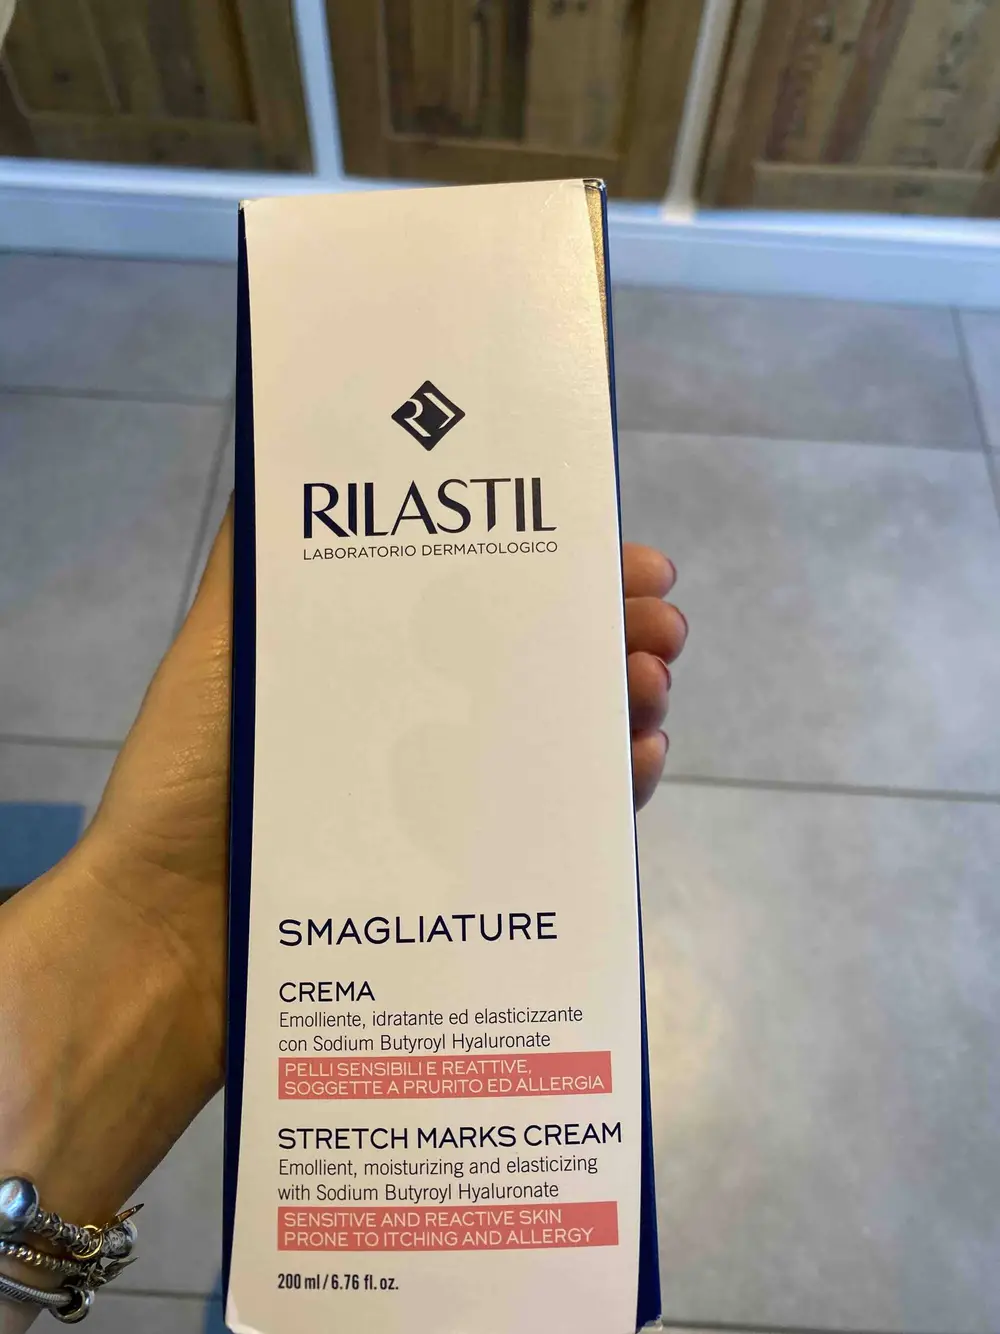 RILASTIL
LABORATORIO DERMATOLOGICO
SMAGLIATURE
CREMA
Emolliente, idratante ed elasticizzante
con Sodium Butyroyl Hyaluronate
PELLI SENSIBILI E REATTIVE,
SOGGETTE A PRURITO ED ALLERGIA
STRETCH MARKS CREAM
Emollient, moisturizing and elasticizing
with Sodium Butyroyl Hyaluronate
SENSITIVE AND REACTIVE SKIN
PRONE TO ITCHING AND ALLERGY
200 ml / 6.76 fl. oz.